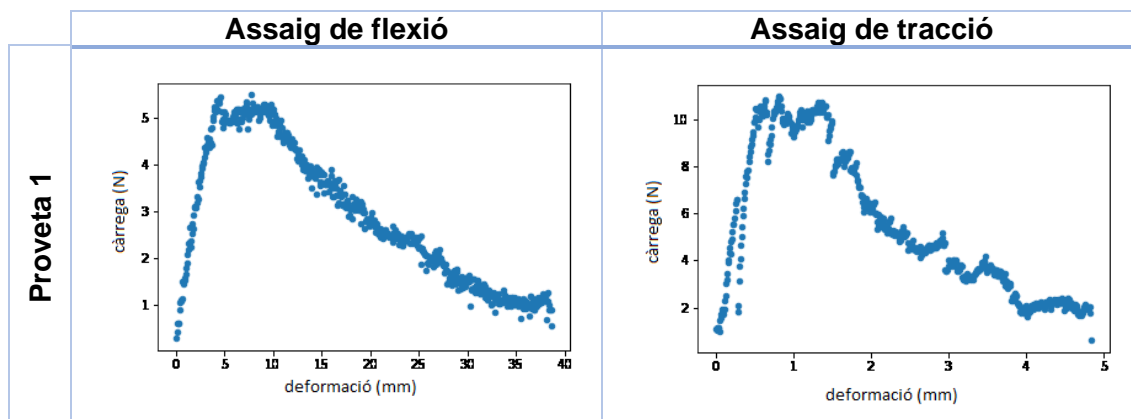 Assaig de flexió
Assaig de tracció
Proveta 1
càrrega (N)
5
4
3
2
1
0 5 10 15 20 25 30 35 40
deformació (mm)
càrrega (N)
10
8
6
4
2
0 1 2 3 4 5
deformació (mm)